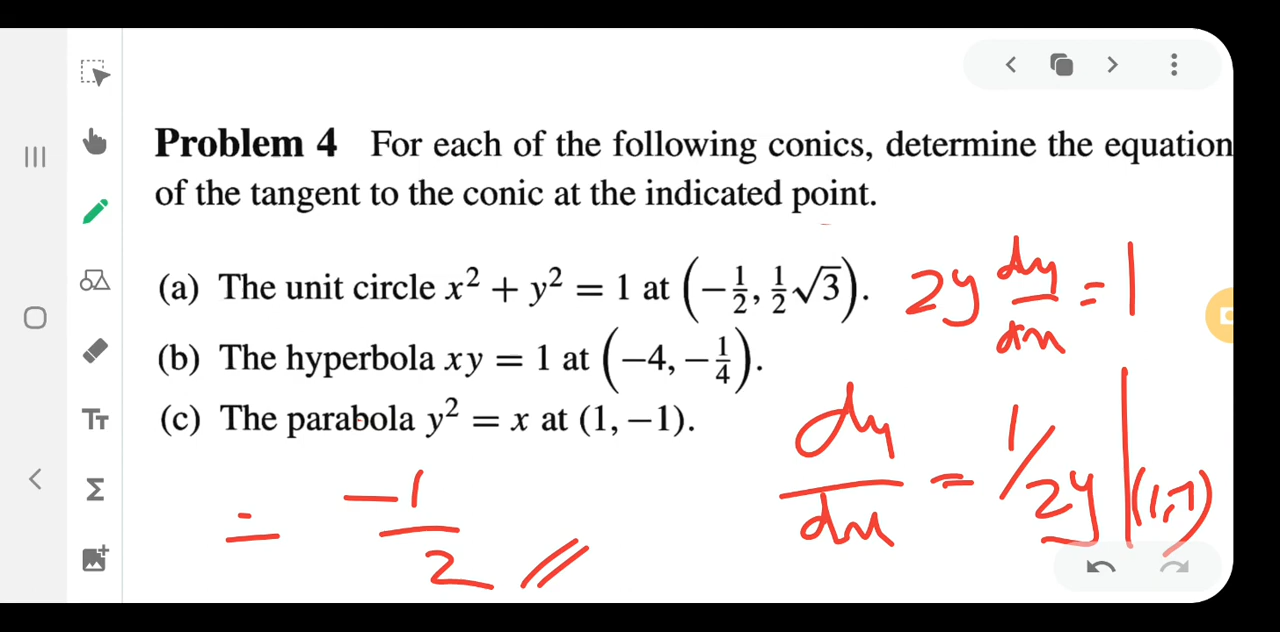 Problem 4 For each of the following conics, determine the equation
of the tangent to the conic at the indicated point.
(a) The unit circle x² + y² = 1 at (−1/2, 1/2√3).
2y dy/dx = 1
(b) The hyperbola xy = 1 at (−4, −1/4).
(c) The parabola y² = x at (1, −1).
dy/dx = 1/2y |(1,-1)
= -1/2 //
Tт
Σ